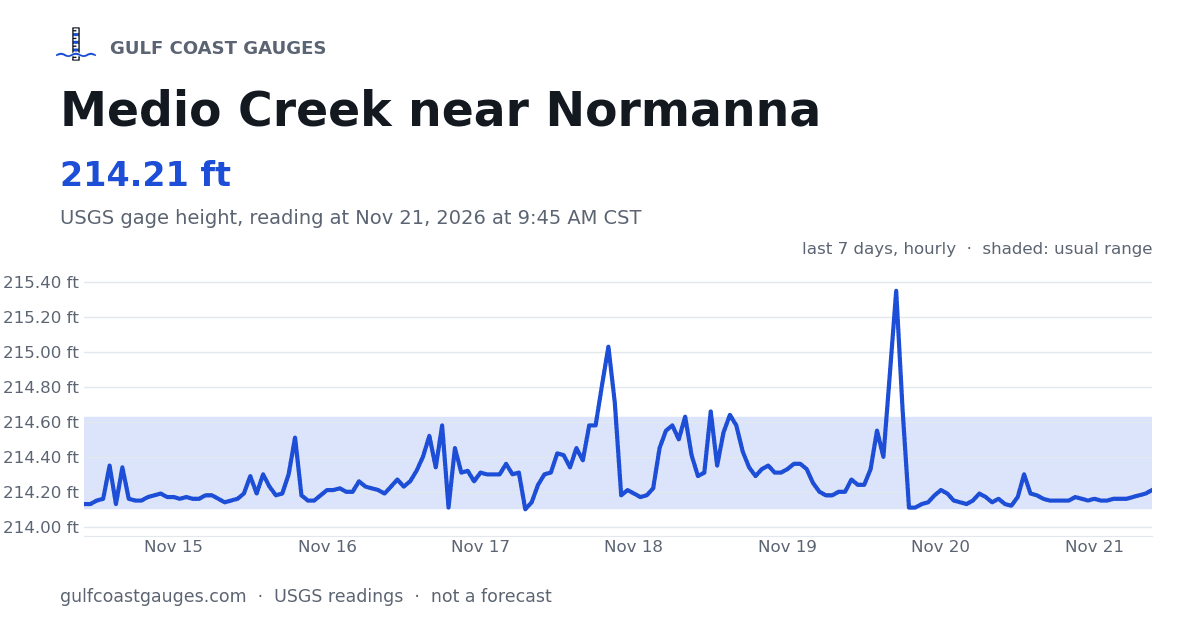 GULF COAST GAUGES
Medio Creek near Normanna
214.21 ft
USGS gage height, reading at Nov 21, 2026 at 9:45 AM CST
last 7 days, hourly · shaded: usual range
215.40 ft
215.20 ft
215.00 ft
214.80 ft
214.60 ft
214.40 ft
214.20 ft
214.00 ft
Nov 15 Nov 16 Nov 17 Nov 18 Nov 19 Nov 20 Nov 21
gulfcoastgauges.com · USGS readings · not a forecast